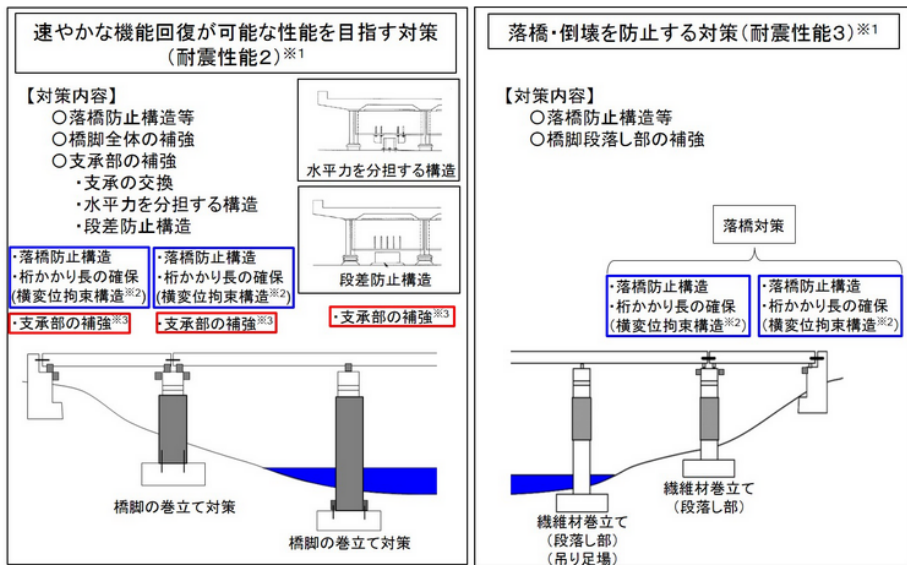 速やかな機能回復が可能な性能を目指す対策
(耐震性能2)※1
【対策内容】
○落橋防止構造等
○橋脚全体の補強
○支承部の補強
・支承の交換
・水平力を分担する構造
・段差防止構造
水平力を分担する構造
段差防止構造
・落橋防止構造
・桁かかり長の確保
(横変位拘束構造※2)
・支承部の補強※3
・落橋防止構造
・桁かかり長の確保
(横変位拘束構造※2)
・支承部の補強※3
・支承部の補強※3
橋脚の巻立て対策
橋脚の巻立て対策
落橋・倒壊を防止する対策(耐震性能3)※1
【対策内容】
○落橋防止構造等
○橋脚段落し部の補強
落橋対策
・落橋防止構造
・桁かかり長の確保
(横変位拘束構造※2)
・落橋防止構造
・桁かかり長の確保
(横変位拘束構造※2)
繊維材巻立て
(段落し部)
繊維材巻立て
(段落し部)
(吊り足場)